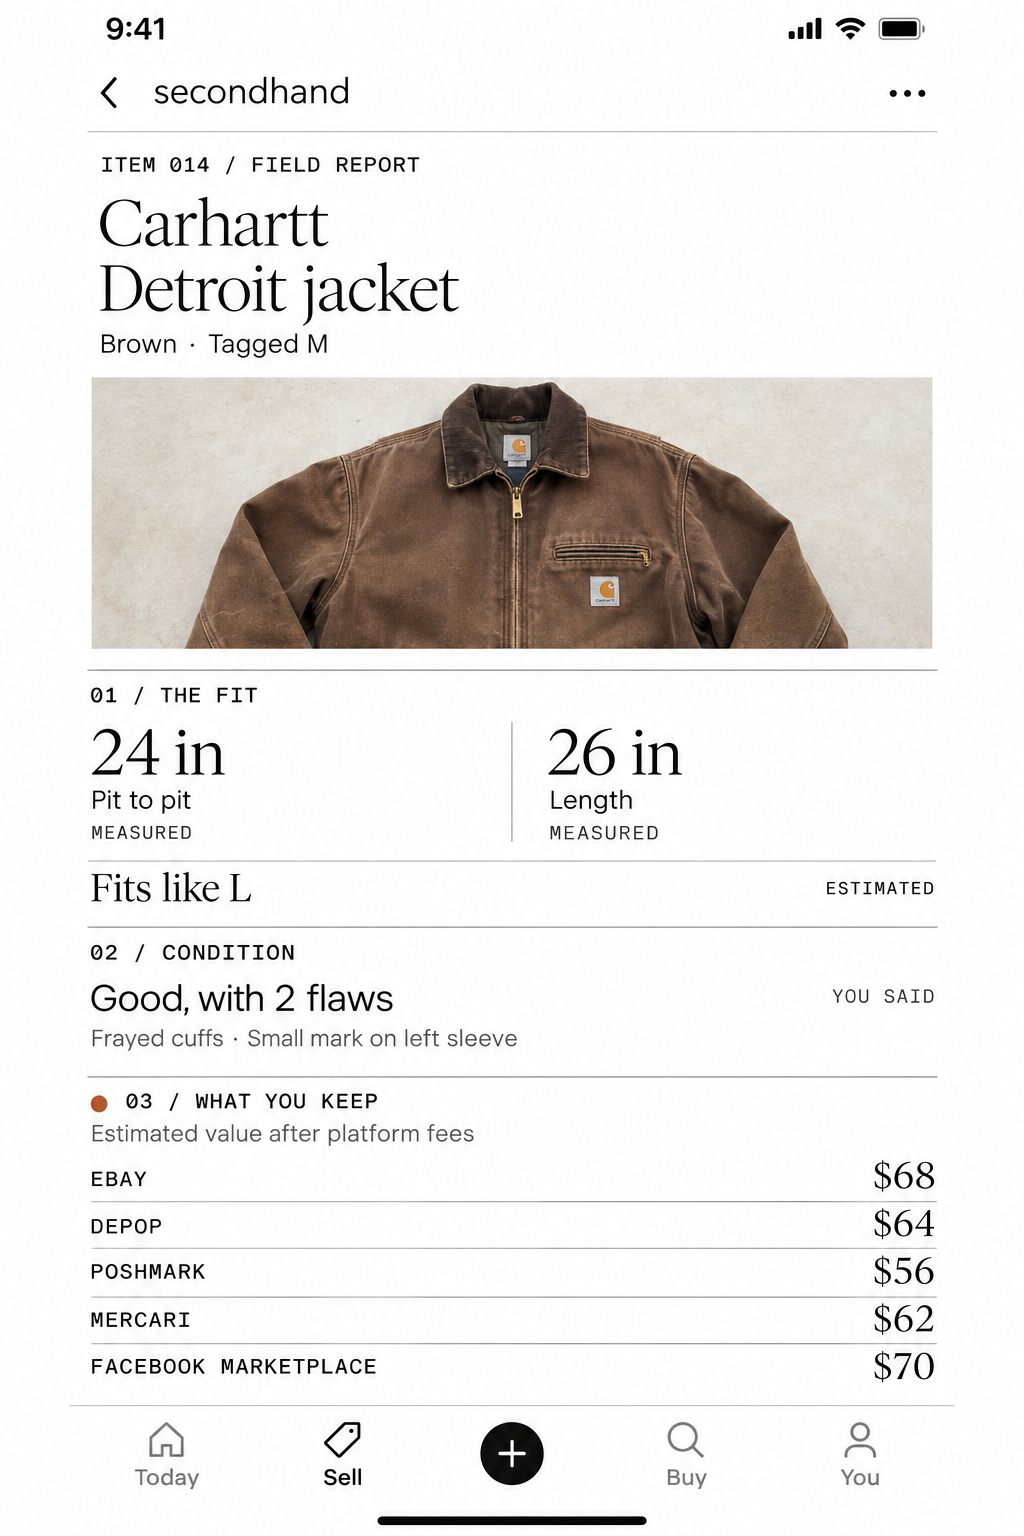 9:41
secondhand
ITEM 014 / FIELD REPORT
Carhartt
Detroit jacket
Brown · Tagged M
01 / THE FIT
24 in
Pit to pit
MEASURED
26 in
Length
MEASURED
Fits like L
ESTIMATED
02 / CONDITION
Good, with 2 flaws
YOU SAID
Frayed cuffs · Small mark on left sleeve
03 / WHAT YOU KEEP
Estimated value after platform fees
EBAY $68
DEPOP $64
POSHMARK $56
MERCARI $62
FACEBOOK MARKETPLACE $70
Today
Sell
Buy
You